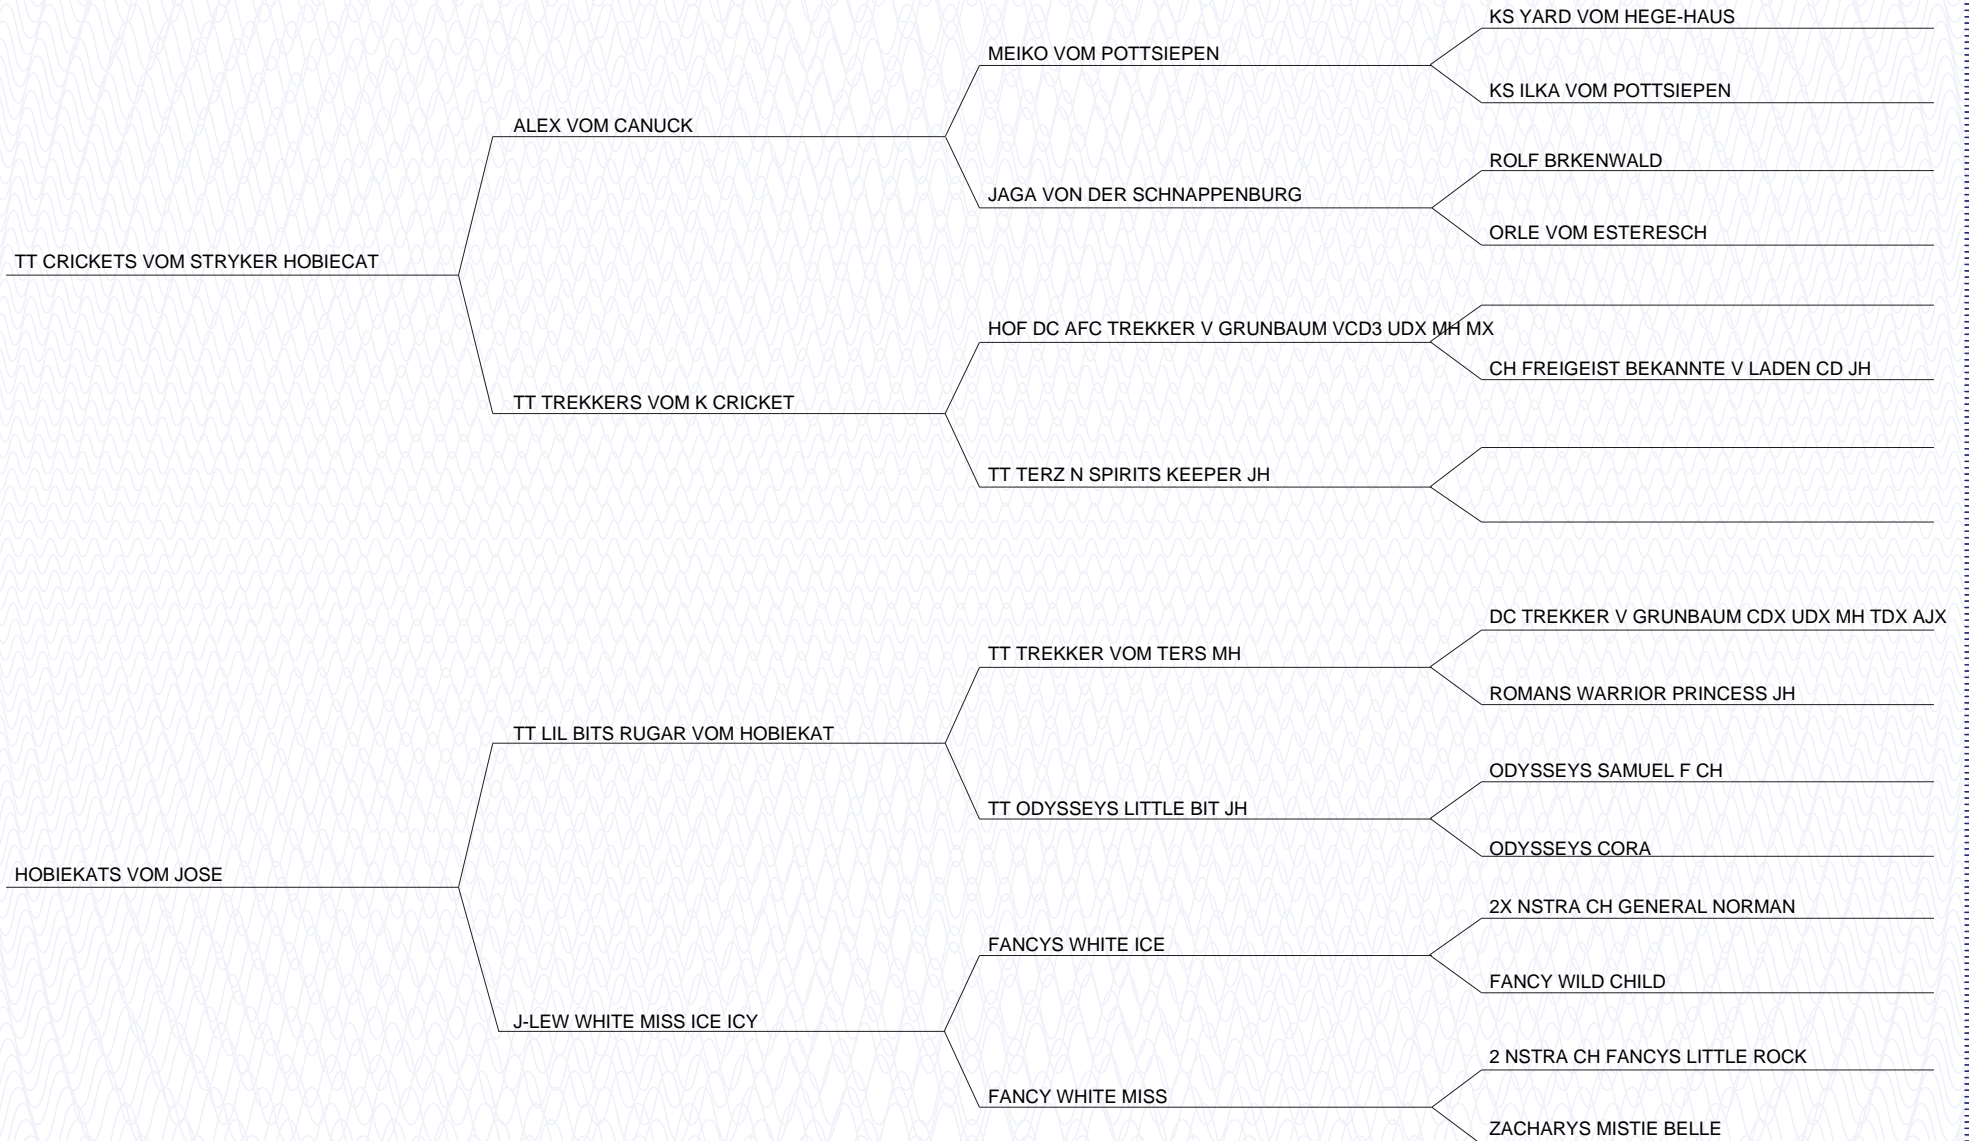 KS YARD VOM HEGE-HAUS
MEIKO VOM POTTSIEPEN
KS ILKA VOM POTTSIEPEN
ALEX VOM CANUCK
ROLF BRKENWALD
JAGA VON DER SCHNAPPENBURG
ORLE VOM ESTERESCH
TT CRICKETS VOM STRYKER HOBIECAT
HOF DC AFC TREKKER V GRUNBAUM VCD3 UDX MH MX
CH FREIGEIST BEKANNTE V LADEN CD JH
TT TREKKERS VOM K CRICKET
TT TERZ N SPIRITS KEEPER JH
DC TREKKER V GRUNBAUM CDX UDX MH TDX AJX
TT TREKKER VOM TERS MH
ROMANS WARRIOR PRINCESS JH
TT LIL BITS RUGAR VOM HOBIEKAT
ODYSSEYS SAMUEL F CH
TT ODYSSEYS LITTLE BIT JH
ODYSSEYS CORA
HOBIEKATS VOM JOSE
2X NSTRA CH GENERAL NORMAN
FANCYS WHITE ICE
FANCY WILD CHILD
J-LEW WHITE MISS ICE ICY
2 NSTRA CH FANCYS LITTLE ROCK
FANCY WHITE MISS
ZACHARYS MISTIE BELLE